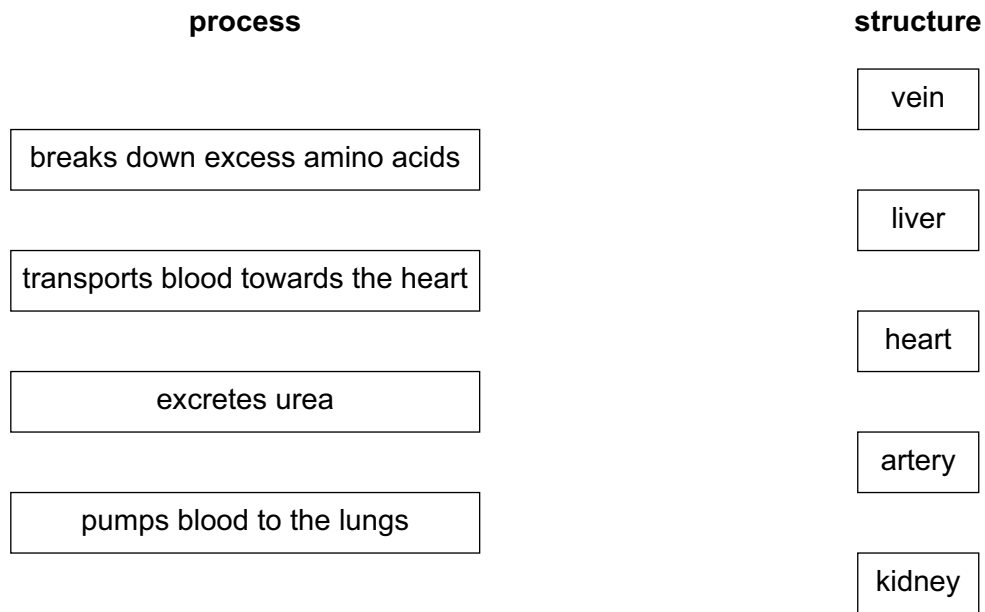 process
structure
vein
breaks down excess amino acids
liver
transports blood towards the heart
heart
excretes urea
artery
pumps blood to the lungs
kidney